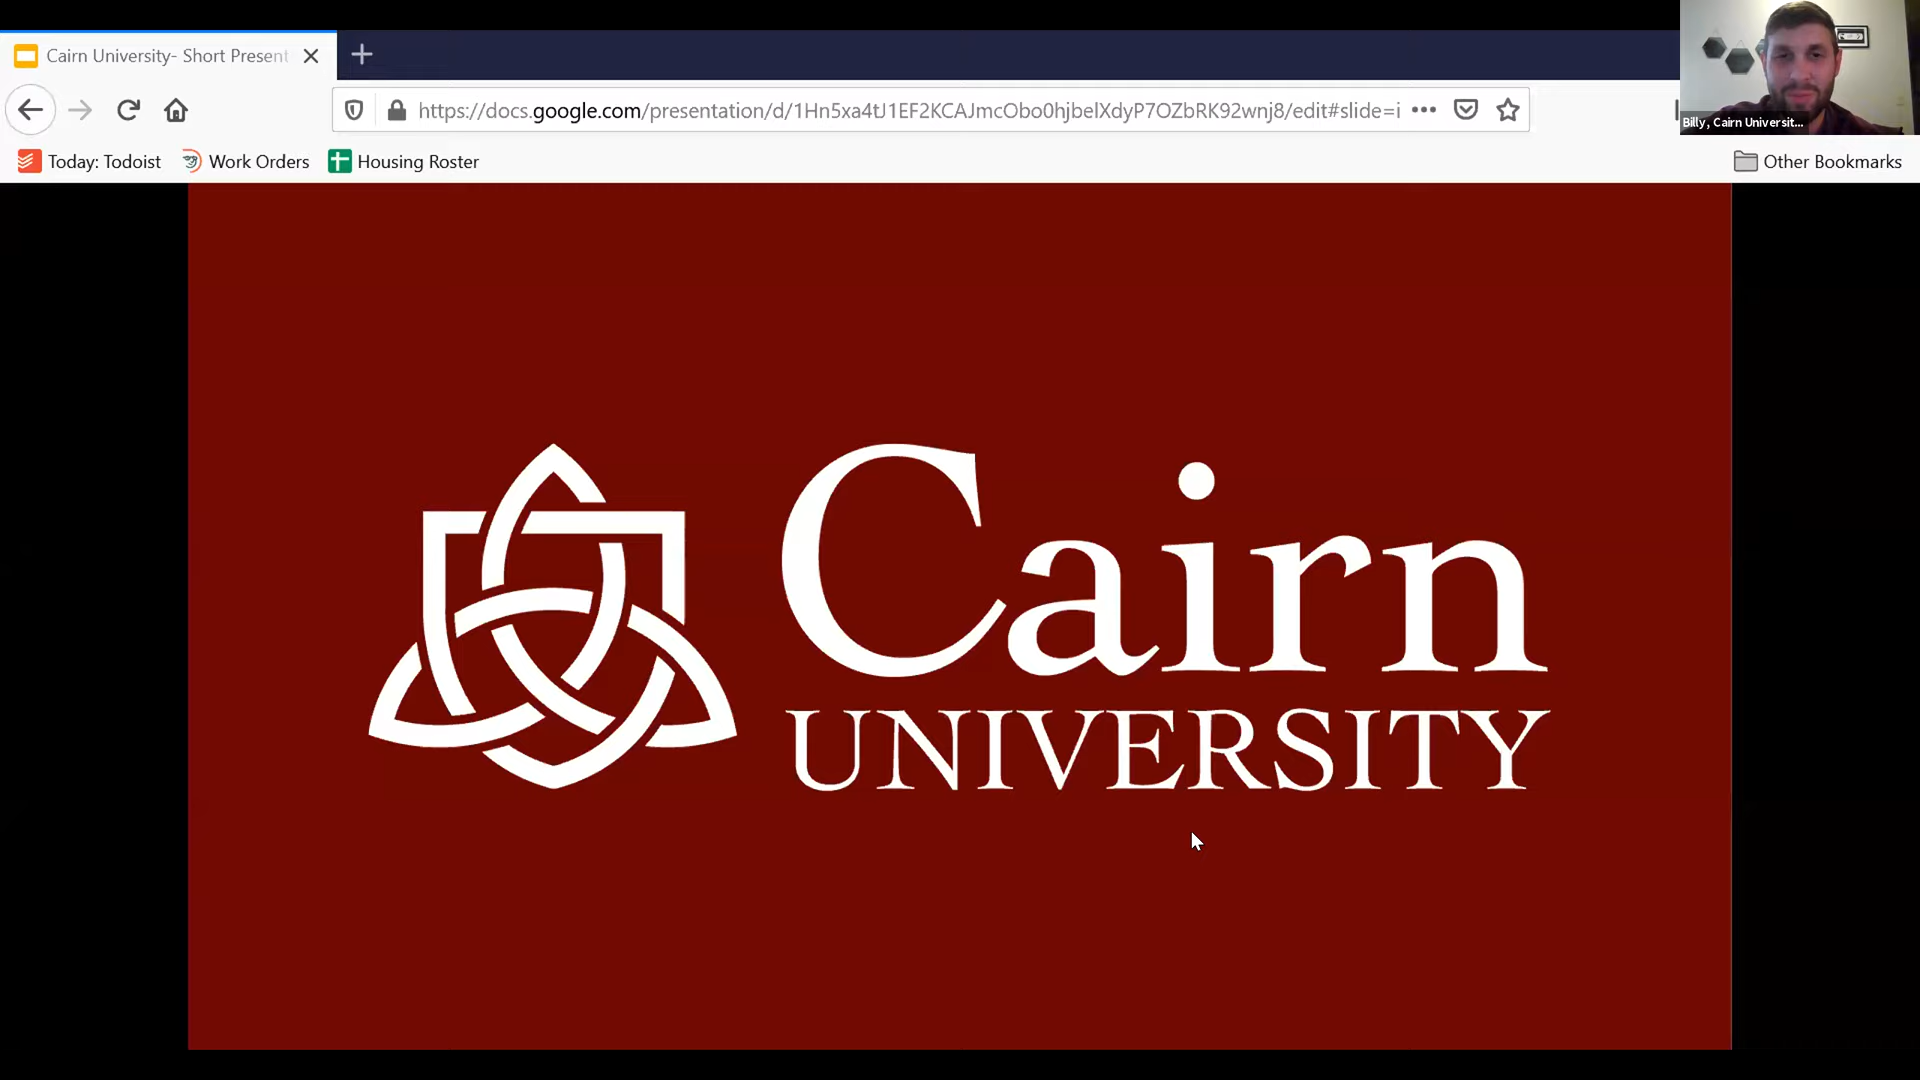 Cairn University- Short Present
https://docs.google.com/presentation/d/1Hn5xa4tJ1EF2KCAJmcObo0hjbelXdyP7OZbRK92wnj8/edit#slide=i
Billy, Cairn Universit...
Today: Todoist
Work Orders
Housing Roster
Other Bookmarks
Cairn
UNIVERSITY